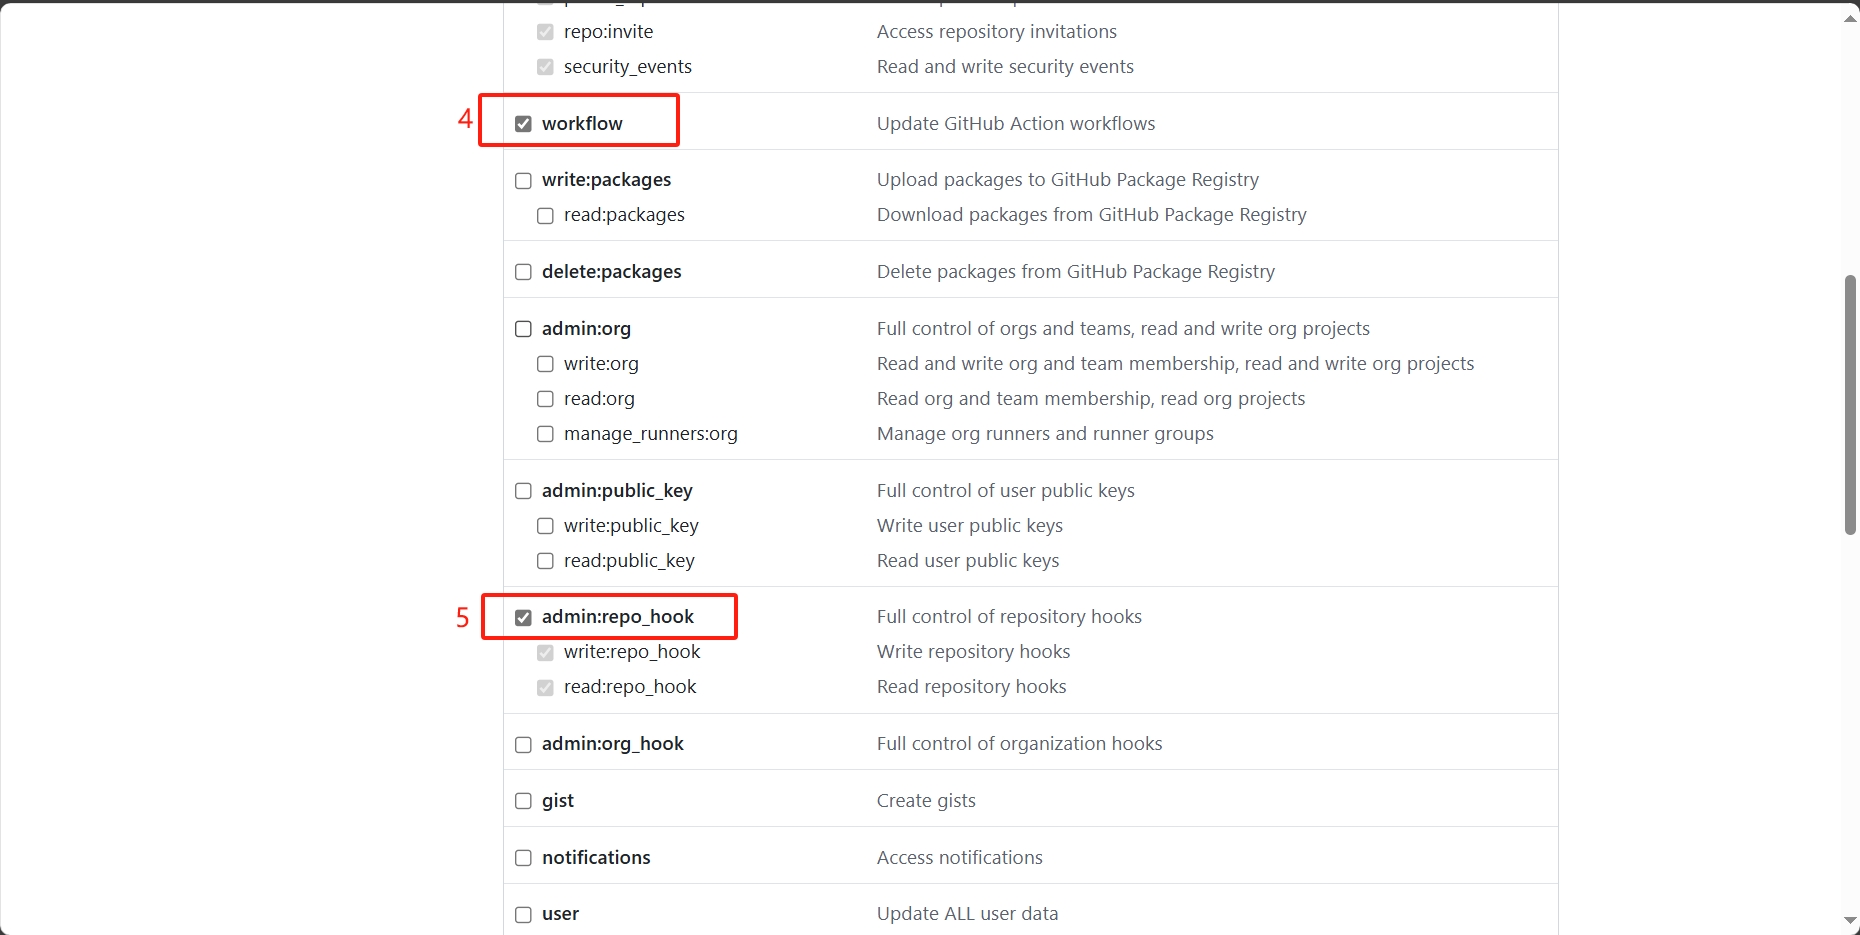 repo:invite Access repository invitations
security_events Read and write security events
4 workflow Update GitHub Action workflows
write:packages Upload packages to GitHub Package Registry
read:packages Download packages from GitHub Package Registry
delete:packages Delete packages from GitHub Package Registry
admin:org Full control of orgs and teams, read and write org projects
write:org Read and write org and team membership, read and write org projects
read:org Read org and team membership, read org projects
manage_runners:org Manage org runners and runner groups
admin:public_key Full control of user public keys
write:public_key Write user public keys
read:public_key Read user public keys
5 admin:repo_hook Full control of repository hooks
write:repo_hook Write repository hooks
read:repo_hook Read repository hooks
admin:org_hook Full control of organization hooks
gist Create gists
notifications Access notifications
user Update ALL user data